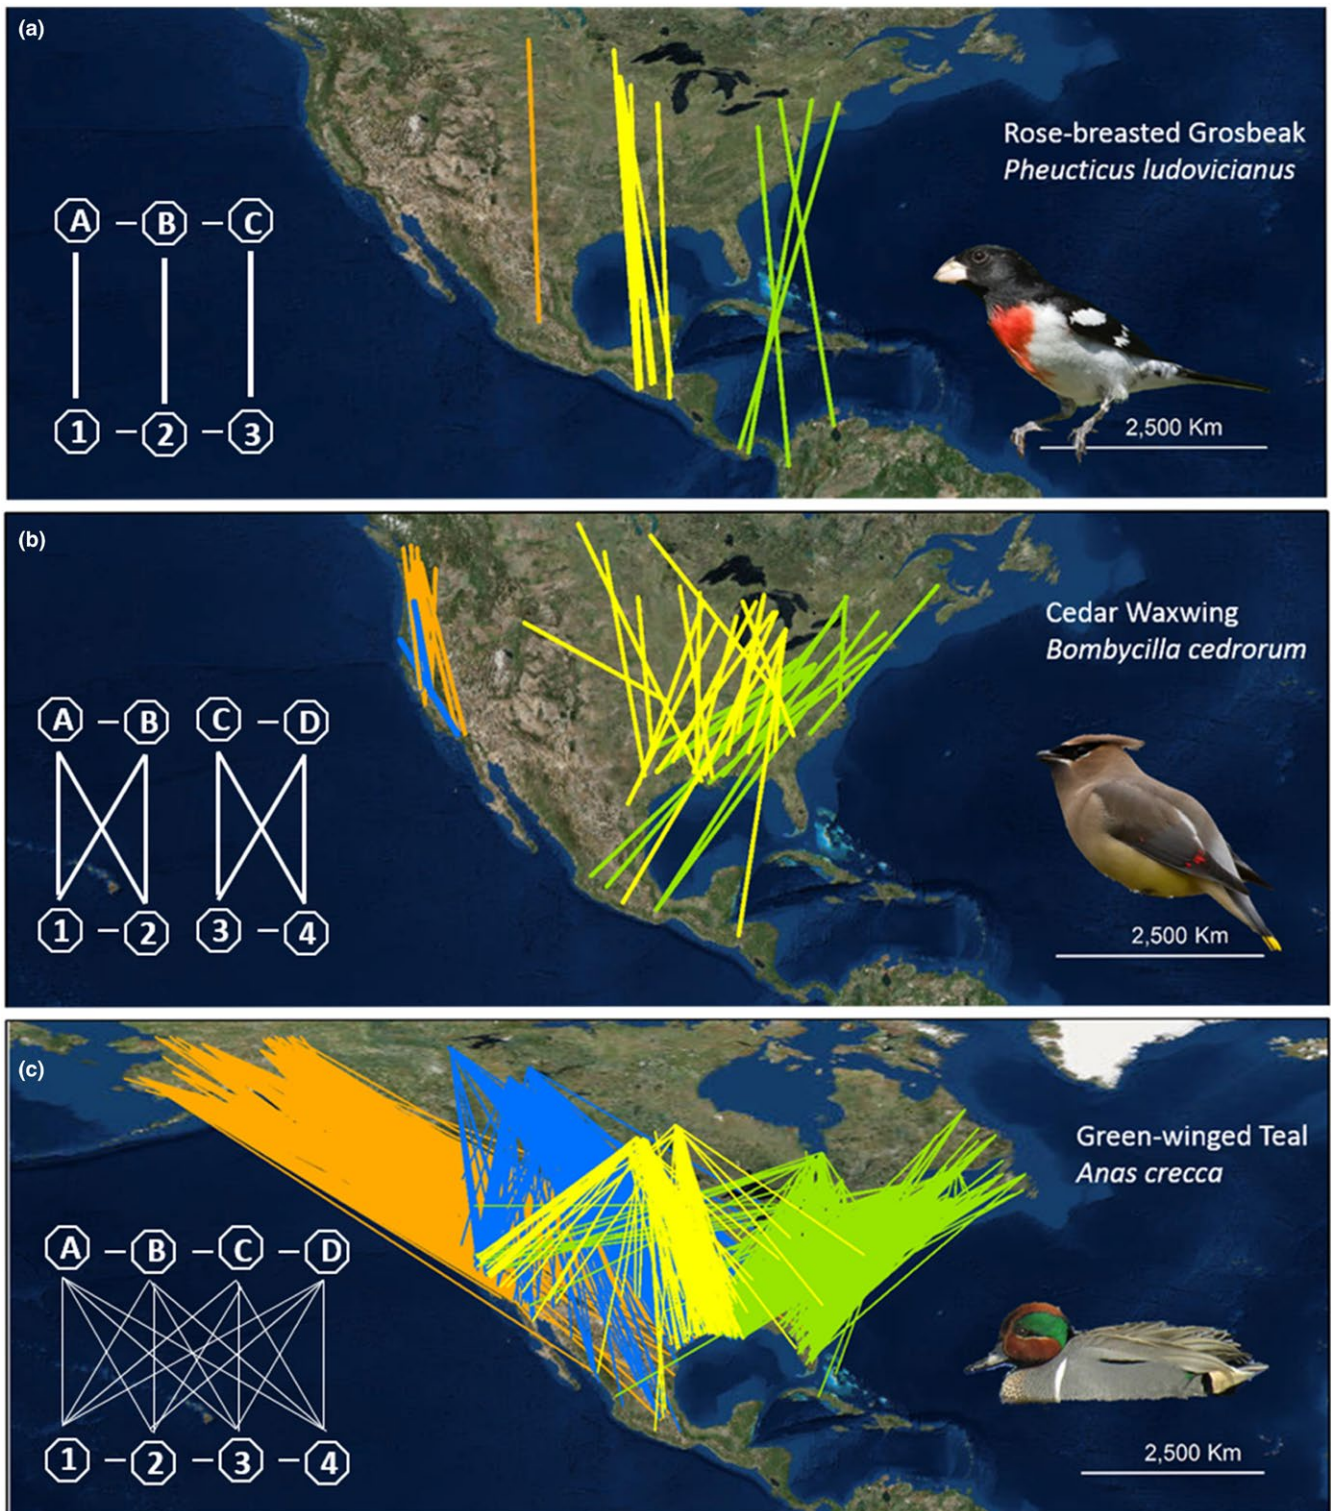 (a)
Rose-breasted Grosbeak
Pheucticus ludovicianus
A – B – C
1 – 2 – 3
2,500 Km
(b)
Cedar Waxwing
Bombycilla cedrorum
A – B C – D
1 – 2 3 – 4
2,500 Km
(c)
Green-winged Teal
Anas crecca
A – B – C – D
1 – 2 – 3 – 4
2,500 Km